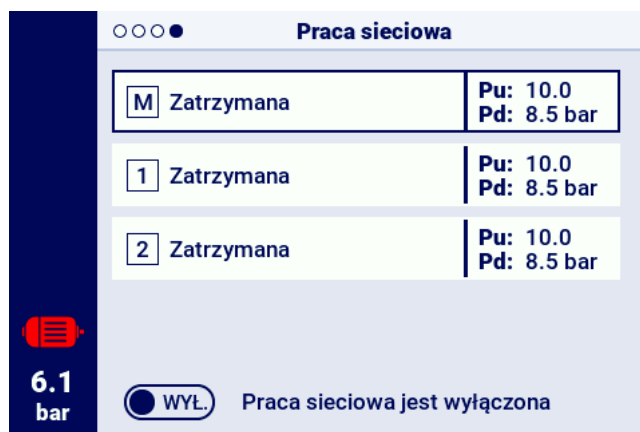 Praca sieciowa
M Zatrzymana
Pu: 10.0
Pd: 8.5 bar
1 Zatrzymana
Pu: 10.0
Pd: 8.5 bar
2 Zatrzymana
Pu: 10.0
Pd: 8.5 bar
6.1
bar
WYŁ. Praca sieciowa jest wyłączona